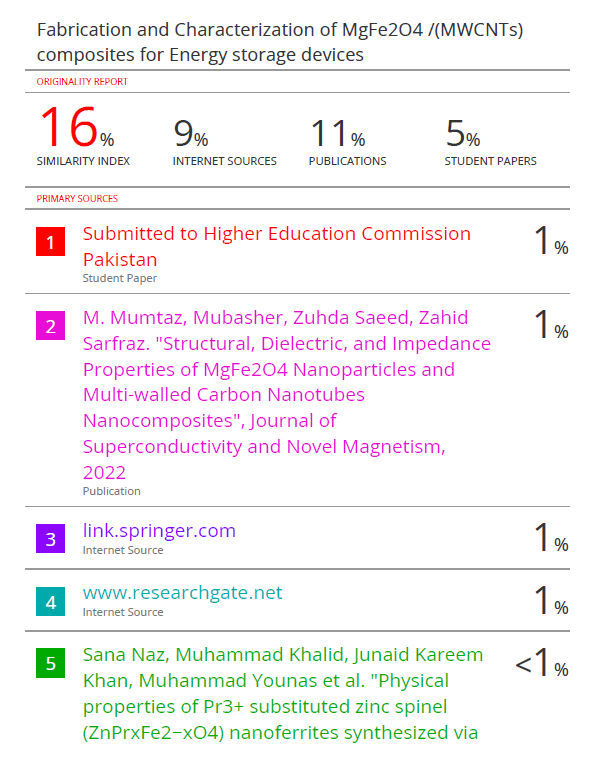 Fabrication and Characterization of MgFe2O4 /(MWCNTs)
composites for Energy storage devices
ORIGINALITY REPORT
16%
SIMILARITY INDEX
9%
INTERNET SOURCES
11%
PUBLICATIONS
5%
STUDENT PAPERS
PRIMARY SOURCES
1
Submitted to Higher Education Commission
Pakistan
Student Paper
1%
2
M. Mumtaz, Mubasher, Zuhda Saeed, Zahid
Sarfraz. "Structural, Dielectric, and Impedance
Properties of MgFe2O4 Nanoparticles and
Multi-walled Carbon Nanotubes
Nanocomposites", Journal of
Superconductivity and Novel Magnetism,
2022
Publication
1%
3
link.springer.com
Internet Source
1%
4
www.researchgate.net
Internet Source
1%
5
Sana Naz, Muhammad Khalid, Junaid Kareem
Khan, Muhammad Younas et al. "Physical
properties of Pr3+ substituted zinc spinel
(ZnPrxFe2−xO4) nanoferrites synthesized via
<1%